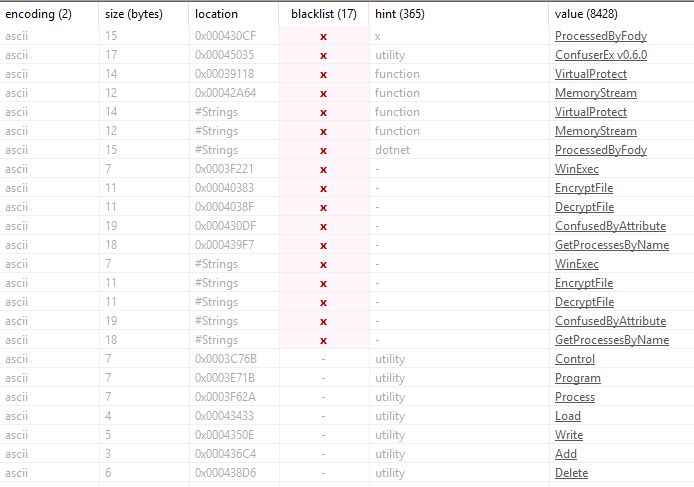 encoding (2) size (bytes) location blacklist (17) hint (365) value (8428)
ascii 15 0x000430CF x x ProcessedByFody
ascii 17 0x00045035 x utility ConfuserEx v0.6.0
ascii 14 0x00039118 x function VirtualProtect
ascii 12 0x00042A64 x function MemoryStream
ascii 14 #Strings x function VirtualProtect
ascii 12 #Strings x function MemoryStream
ascii 15 #Strings x dotnet ProcessedByFody
ascii 7 0x0003F221 x - WinExec
ascii 11 0x00040383 x - EncryptFile
ascii 11 0x0004038F x - DecryptFile
ascii 19 0x000430DF x - ConfusedByAttribute
ascii 18 0x000439F7 x - GetProcessesByName
ascii 7 #Strings x - WinExec
ascii 11 #Strings x - EncryptFile
ascii 11 #Strings x - DecryptFile
ascii 19 #Strings x - ConfusedByAttribute
ascii 18 #Strings x - GetProcessesByName
ascii 7 0x0003C76B - utility Control
ascii 7 0x0003E71B - utility Program
ascii 7 0x0003F62A - utility Process
ascii 4 0x00043433 - utility Load
ascii 5 0x0004350E - utility Write
ascii 3 0x000436C4 - utility Add
ascii 6 0x000438D6 - utility Delete